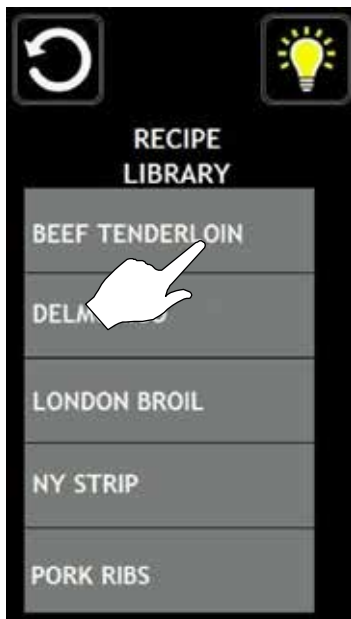 RECIPE
LIBRARY
BEEF TENDERLOIN
LONDON BROIL
NY STRIP
PORK RIBS